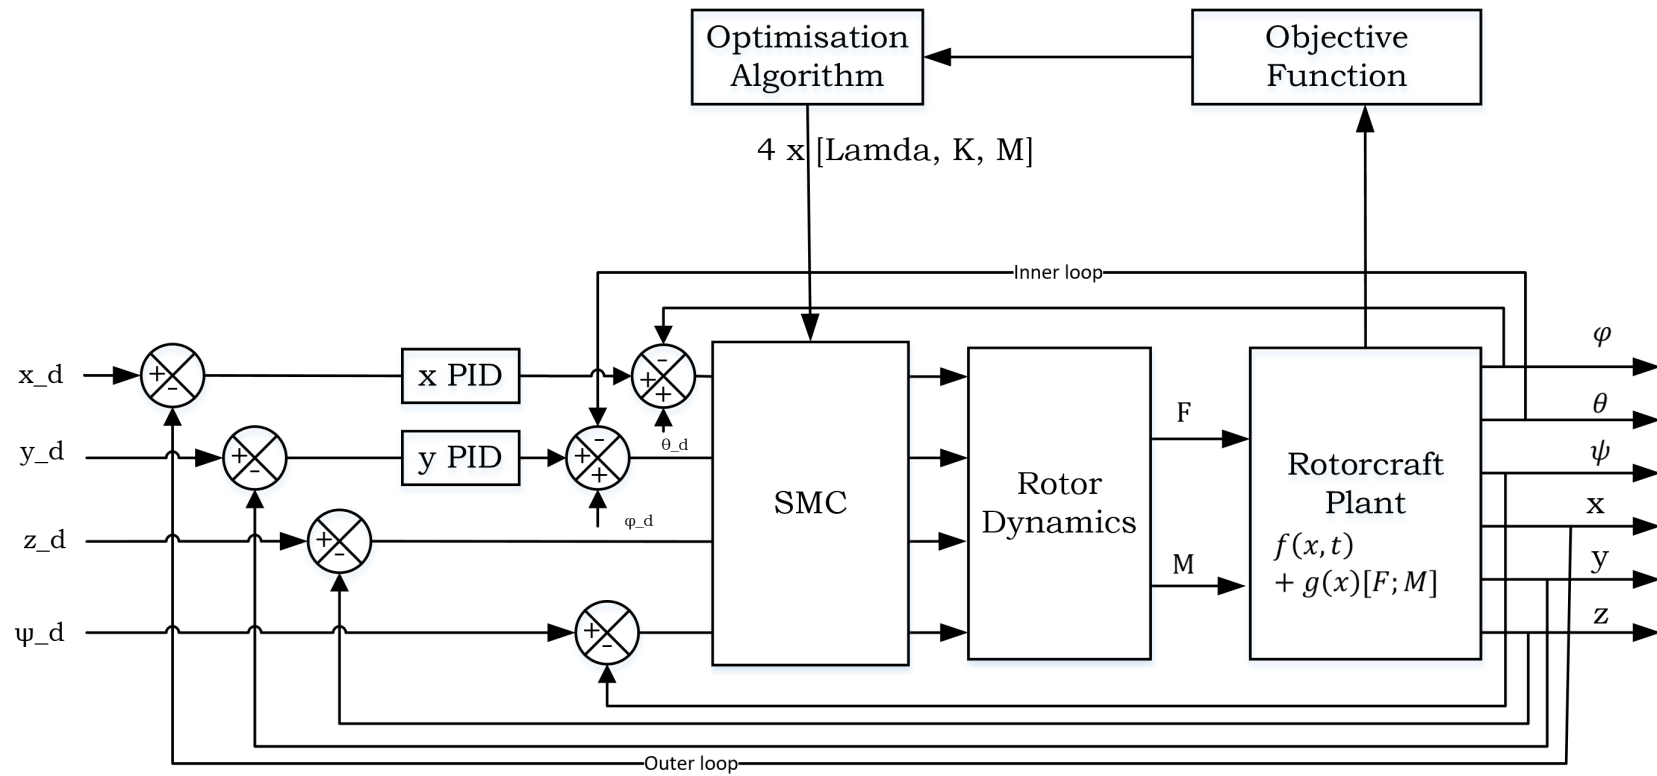 Optimisation
Algorithm
Objective
Function
4 x [Lamda, K, M]
Inner loop
x_d
+
-
x PID
-
+
+
θ_d
φ
θ
y_d
+
-
y PID
-
+
+
φ_d
F
ψ
SMC
Rotor
Dynamics
Rotorcraft
Plant
f(x,t)
+ g(x)[F;M]
x
z_d
+
-
M
y
ψ_d
+
-
z
Outer loop